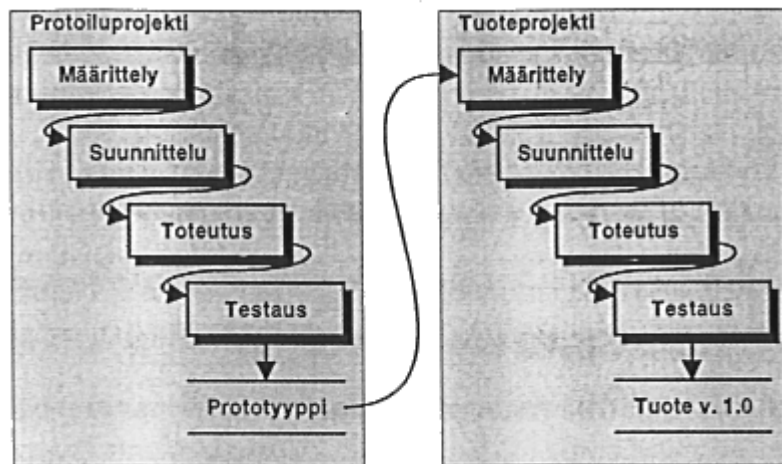 Protoiluprojekti
Määrittely
Suunnittelu
Toteutus
Testaus
Prototyyppi
Tuoteprojekti
Määrittely
Suunnittelu
Toteutus
Testaus
Tuote v. 1.0